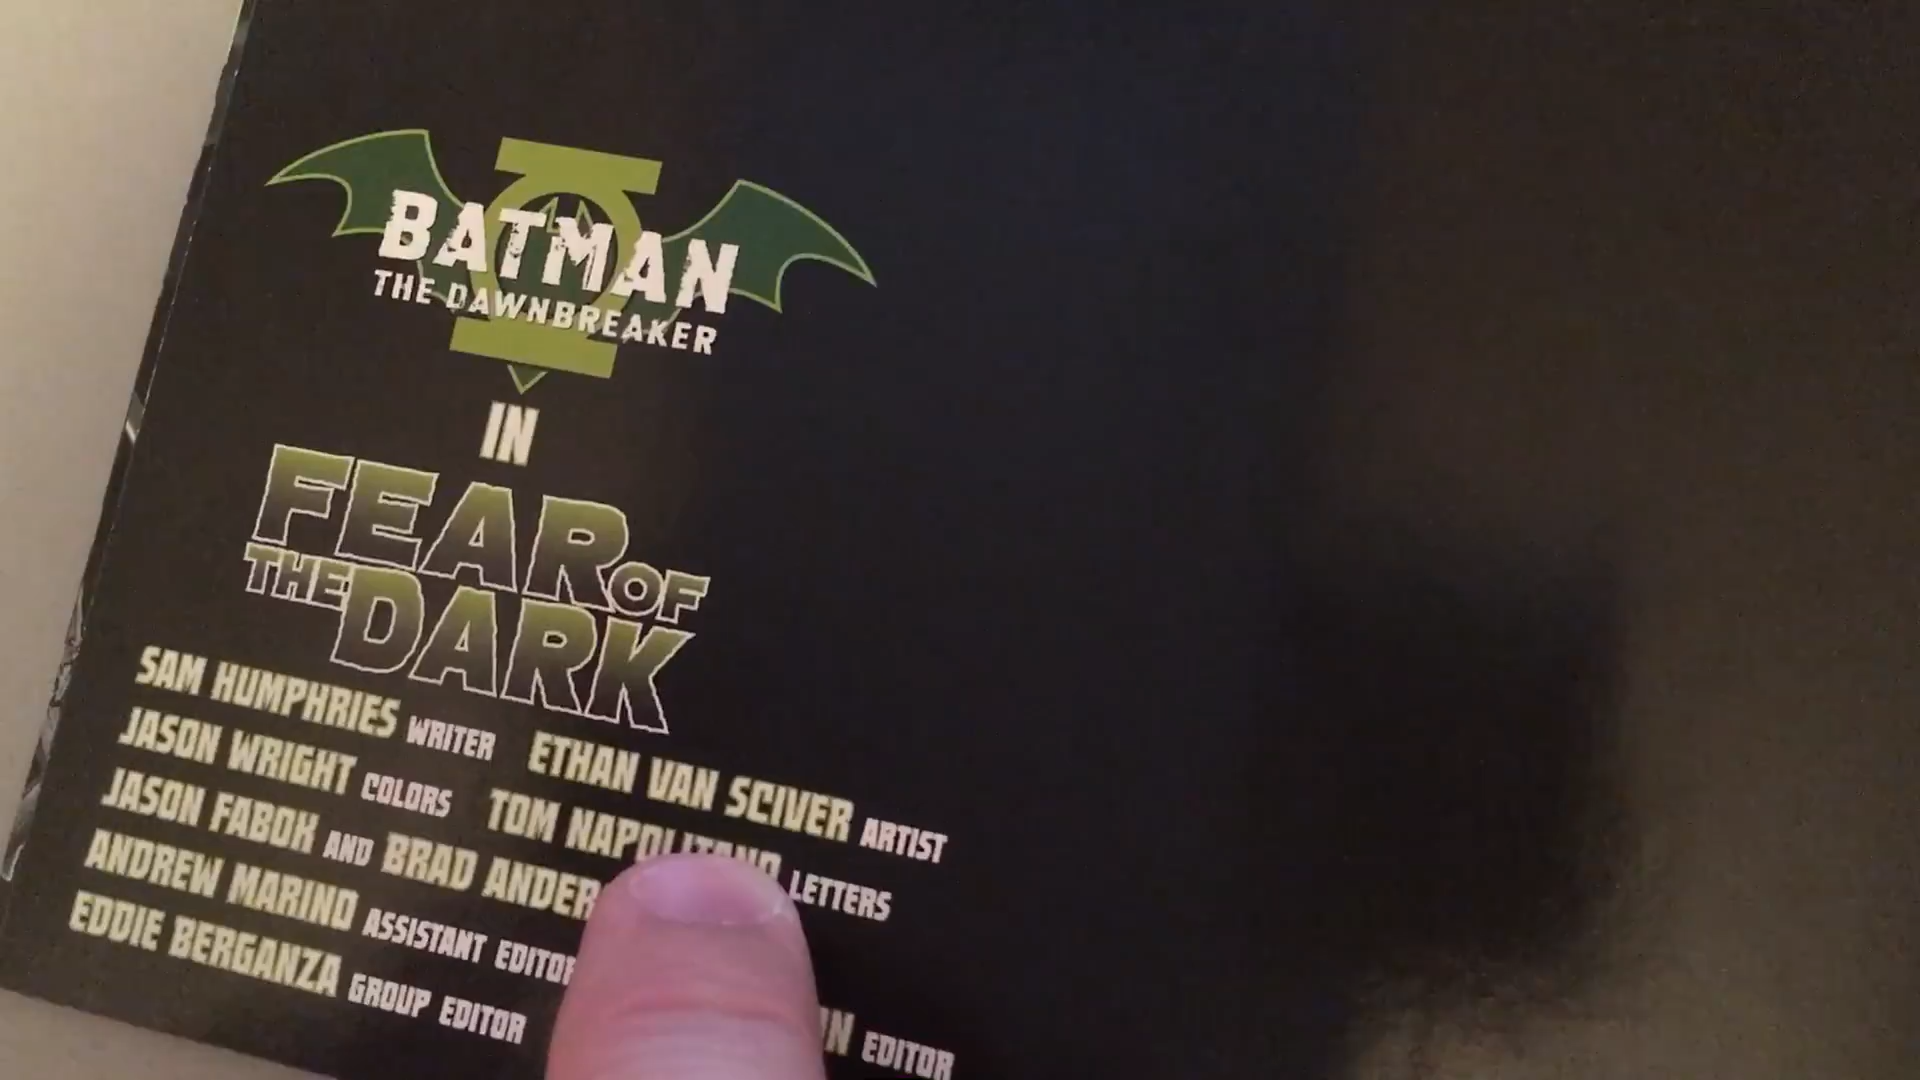 BATMAN
THE DAWNBREAKER
IN
FEAR OF
THE DARK
SAM HUMPHRIES WRITER ETHAN VAN SCIVER ARTIST
JASON WRIGHT COLORS TOM NAPOLITANO LETTERS
JASON FABOK AND BRAD
ANDREW MARINO ASSISTANT EDITOR
EDDIE BERGANZA GROUP EDITOR EDITOR